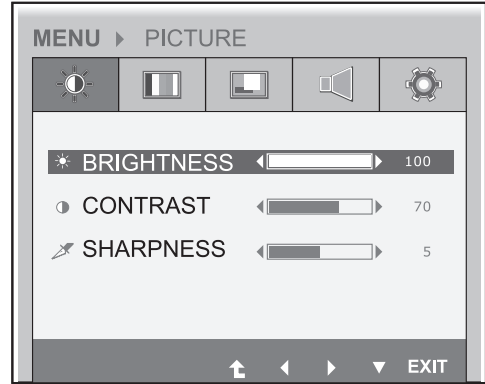 MENU PICTURE
BRIGHTNESS 100
CONTRAST 70
SHARPNESS 5
EXIT